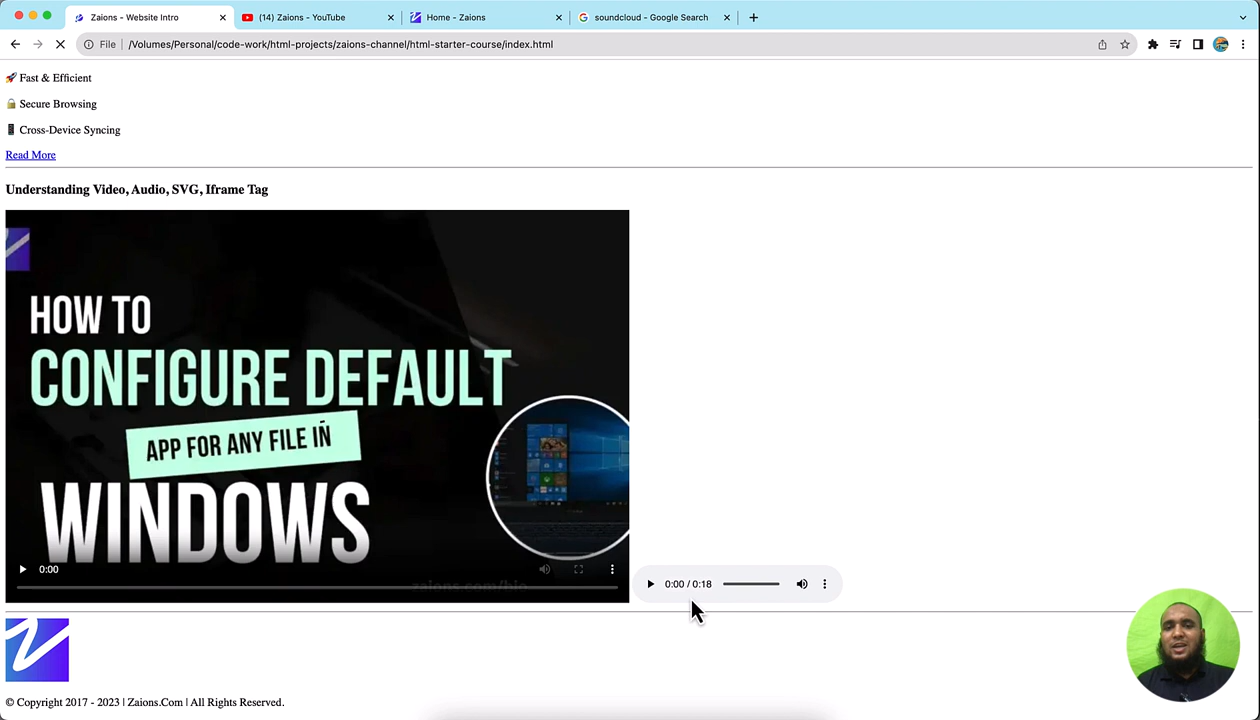 Zaions - Website Intro
(14) Zaions - YouTube
Home - Zaions
soundcloud - Google Search
File
/Volumes/Personal/code-work/html-projects/zaions-channel/html-starter-course/index.html
🚀 Fast & Efficient
🔒 Secure Browsing
📱 Cross-Device Syncing
Read More
Understanding Video, Audio, SVG, Iframe Tag
HOW TO
CONFIGURE DEFAULT
APP FOR ANY FILE IN
WINDOWS
0:00
zaions.com/bio
0:00 / 0:18
© Copyright 2017 - 2023 | Zaions.Com | All Rights Reserved.